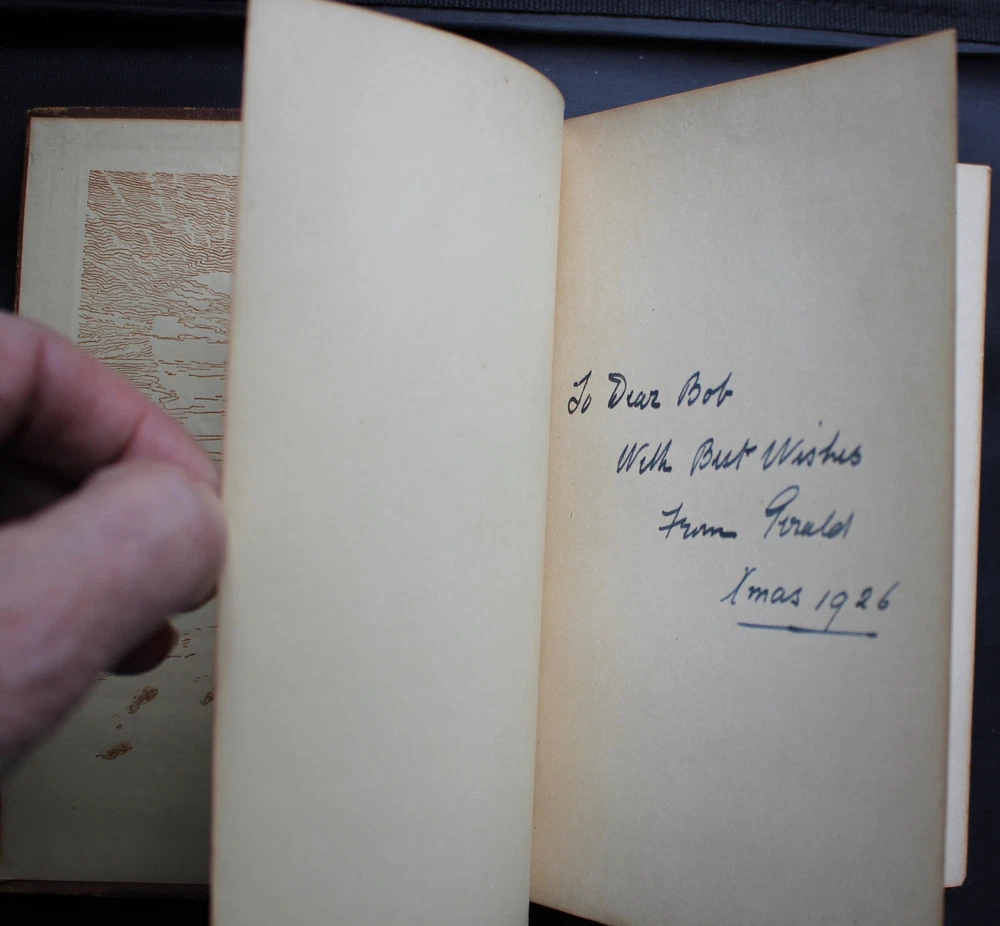 To Dear Bob
With Best Wishes
From Gerald
Xmas 1926